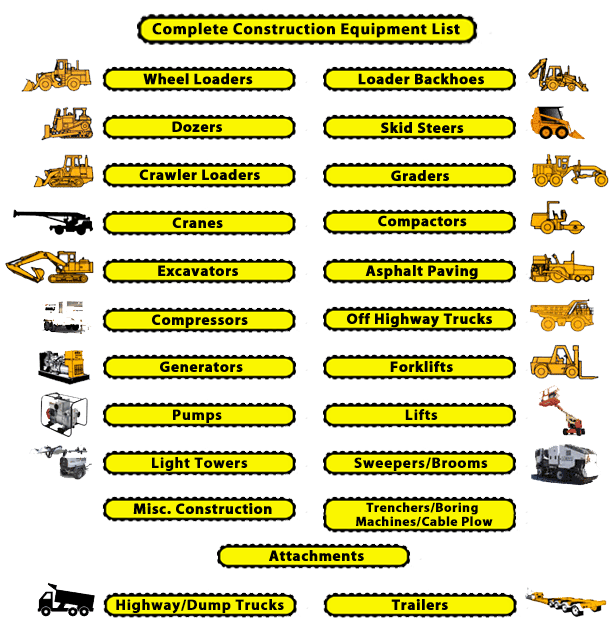 Complete Construction Equipment List
Wheel Loaders
Loader Backhoes
Dozers
Skid Steers
Crawler Loaders
Graders
Cranes
Compactors
Excavators
Asphalt Paving
Compressors
Off Highway Trucks
Generators
Forklifts
Pumps
Lifts
Light Towers
Sweepers/Brooms
Misc. Construction
Trenchers/Boring
Machines/Cable Plow
Attachments
Highway/Dump Trucks
Trailers